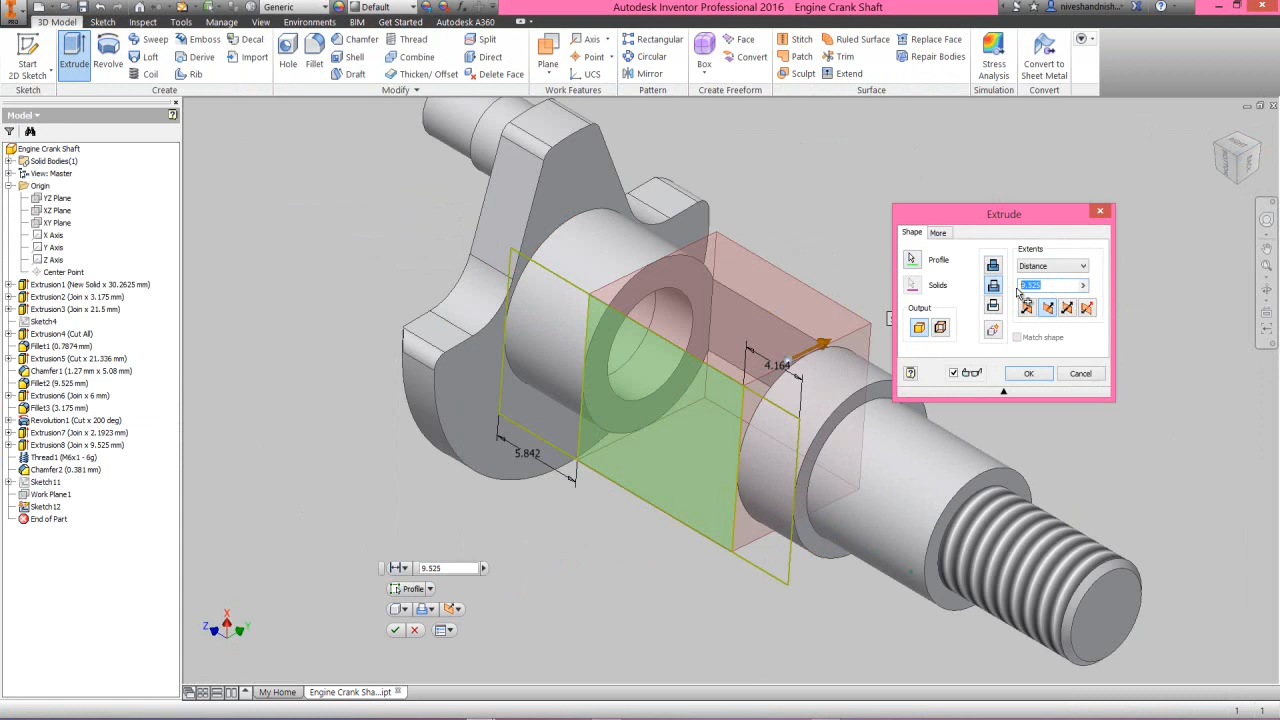 PRO
Generic
Default
Autodesk Inventor Professional 2016 Engine Crank Shaft
niveshandnish...
3D Model Sketch Inspect Tools Manage View Environments BIM Get Started Autodesk A360
Start
2D Sketch
Extrude
Revolve
Sweep
Loft
Coil
Emboss
Derive
Rib
Decal
Import
Hole
Fillet
Chamfer
Shell
Draft
Thread
Combine
Thicken/ Offset
Split
Direct
Delete Face
Plane
Axis
Point
UCS
Rectangular
Circular
Mirror
Box
Face
Convert
Stitch
Patch
Sculpt
Ruled Surface
Trim
Extend
Replace Face
Repair Bodies
Stress
Analysis
Convert to
Sheet Metal
Sketch Create Modify Work Features Pattern Create Freeform Surface Simulation Convert
Model
Engine Crank Shaft
Solid Bodies(1)
View: Master
Origin
YZ Plane
XZ Plane
XY Plane
X Axis
Y Axis
Z Axis
Center Point
Extrusion1 (New Solid x 30.2625 mm)
Extrusion2 (Join x 3.175 mm)
Extrusion3 (Join x 21.5 mm)
Sketch4
Extrusion4 (Cut All)
Fillet1 (0.7874 mm)
Extrusion5 (Cut x 21.336 mm)
Chamfer1 (1.27 mm x 5.08 mm)
Fillet2 (9.525 mm)
Extrusion6 (Join x 6 mm)
Fillet3 (3.175 mm)
Revolution1 (Cut x 200 deg)
Extrusion7 (Join x 2.1923 mm)
Extrusion8 (Join x 9.525 mm)
Thread1 (M6x1 - 6g)
Chamfer2 (0.381 mm)
Sketch11
Work Plane1
Sketch12
End of Part
4.164
5.842
Extrude
Shape More
Profile
Solids
Output
Extents
Distance
9.525
Match shape
OK Cancel
9.525
Profile
X
Z
Y
My Home
Engine Crank Sha...ipt
1 1